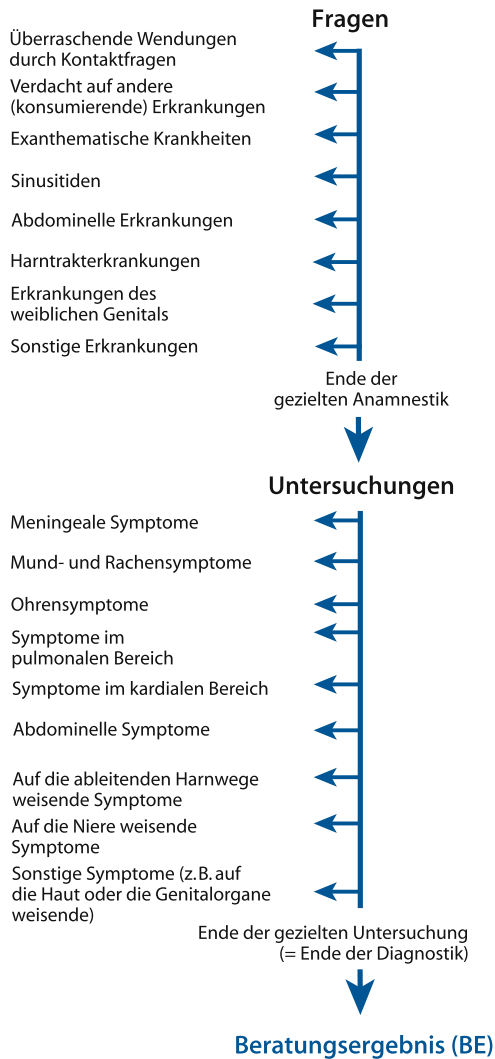 Fragen
Überraschende Wendungen
durch Kontaktfragen
Verdacht auf andere
(konsumierende) Erkrankungen
Exanthematische Krankheiten
Sinusitiden
Abdominelle Erkrankungen
Harntrakterkrankungen
Erkrankungen des
weiblichen Genitals
Sonstige Erkrankungen
Ende der
gezielten Anamnestik
Untersuchungen
Meningeale Symptome
Mund- und Rachensymptome
Ohrensymptome
Symptome im
pulmonalen Bereich
Symptome im kardialen Bereich
Abdominelle Symptome
Auf die ableitenden Harnwege
weisende Symptome
Auf die Niere weisende
Symptome
Sonstige Symptome (z. B. auf
die Haut oder die Genitalorgane
weisende)
Ende der gezielten Untersuchung
(= Ende der Diagnostik)
Beratungsergebnis (BE)